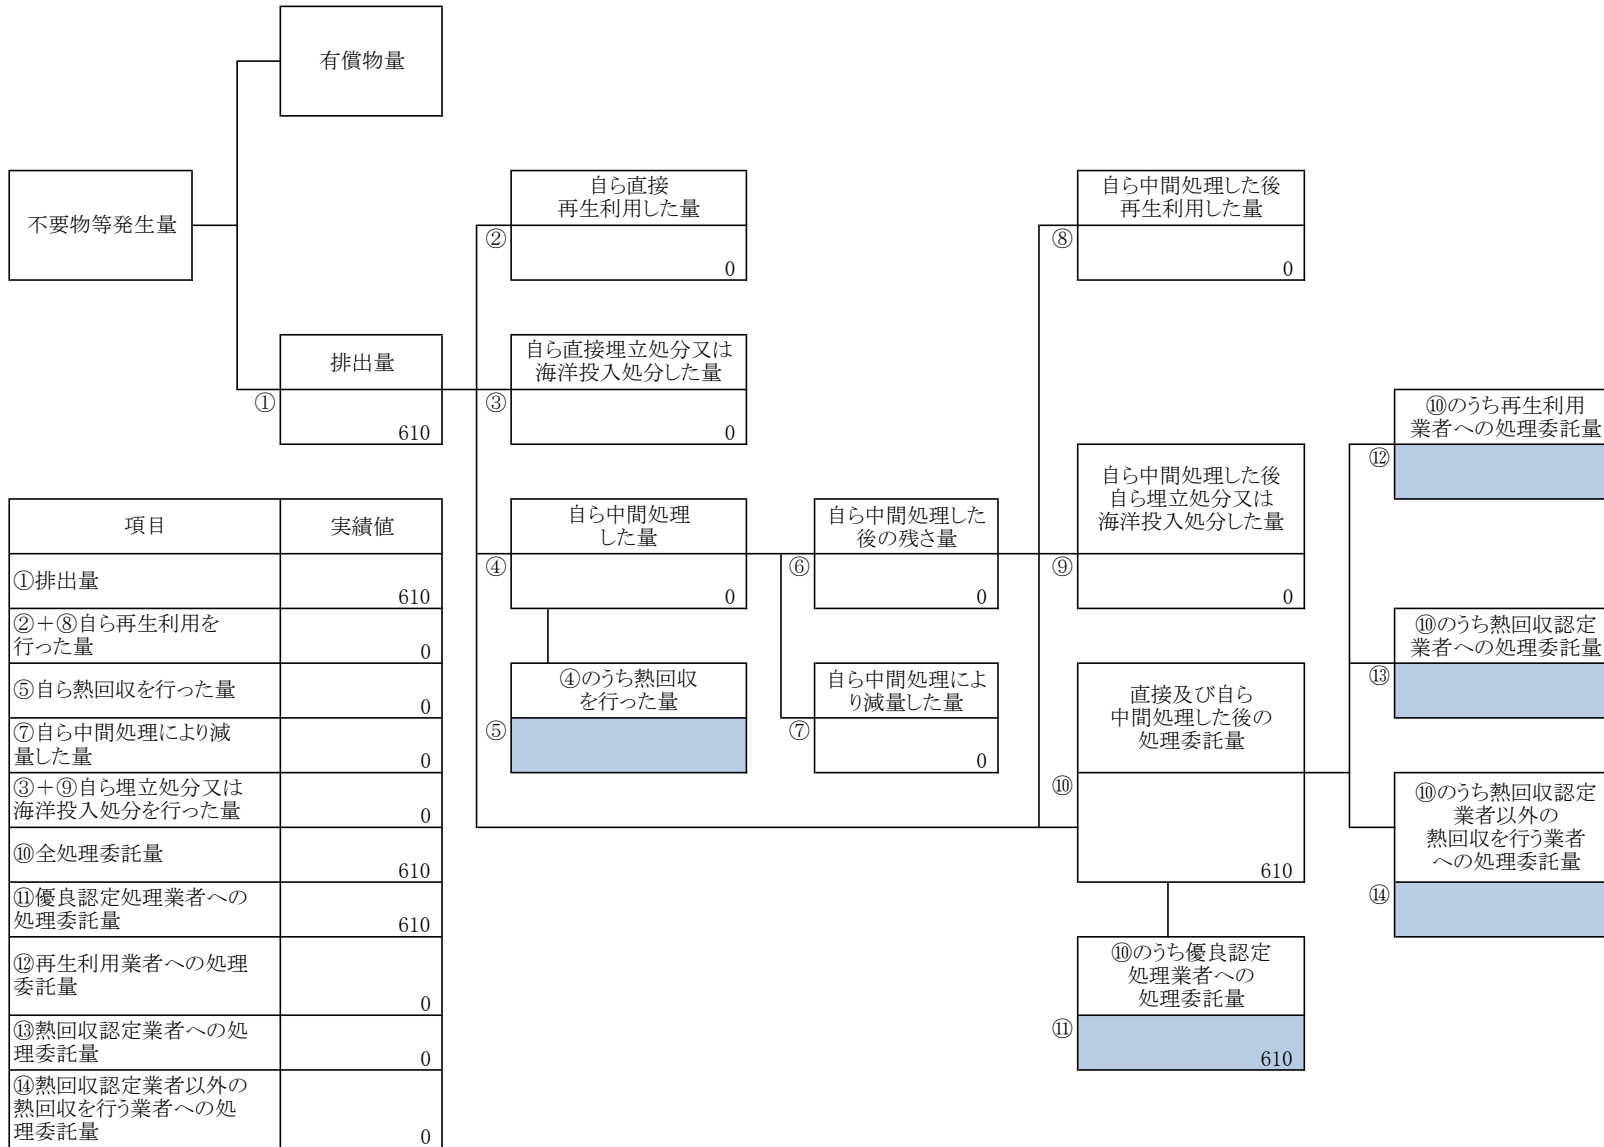 有償物量
不要物等発生量
自ら直接
再生利用した量
②
0
自ら中間処理した後
再生利用した量
⑧
0
排出量
①
610
自ら直接埋立処分又は
海洋投入処分した量
③
0
⑩のうち再生利用
業者への処理委託量
⑫
自ら中間処理
した量
④
0
自ら中間処理した
後の残さ量
⑥
0
自ら中間処理した後
自ら埋立処分又は
海洋投入処分した量
⑨
0
⑩のうち熱回収認定
業者への処理委託量
⑬
④のうち熱回収
を行った量
⑤
自ら中間処理によ
り減量した量
⑦
0
直接及び自ら
中間処理した後の
処理委託量
⑩
610
⑩のうち熱回収認定
業者以外の
熱回収を行う業者
への処理委託量
⑭
⑩のうち優良認定
処理業者への
処理委託量
⑪
610
項目 実績値
①排出量
610
②+⑧自ら再生利用を
行った量
0
⑤自ら熱回収を行った量
0
⑦自ら中間処理により減
量した量
0
③+⑨自ら埋立処分又は
海洋投入処分を行った量
0
⑩全処理委託量
610
⑪優良認定処理業者への
処理委託量
610
⑫再生利用業者への処理
委託量
0
⑬熱回収認定業者への処
理委託量
0
⑭熱回収認定業者以外の
熱回収を行う業者への処
理委託量
0